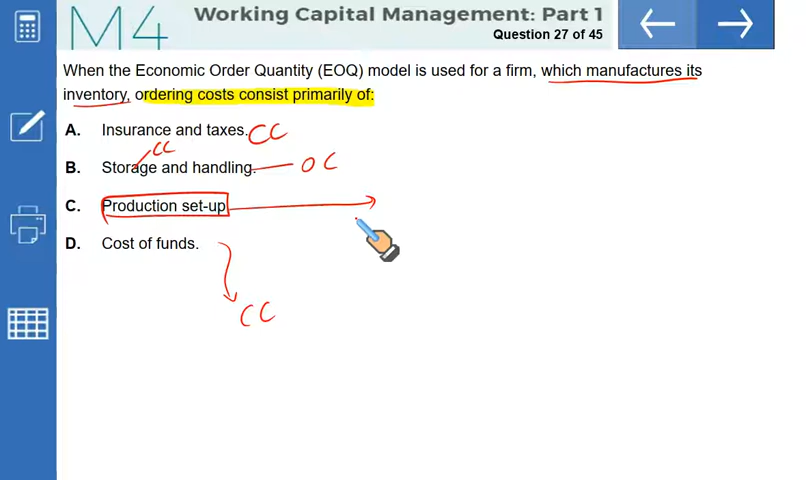 M4
Working Capital Management: Part 1
Question 27 of 45
When the Economic Order Quantity (EOQ) model is used for a firm, which manufactures its
inventory, ordering costs consist primarily of:
A. Insurance and taxes. CC
CC
B. Storage and handling. OC
C. Production set-up
D. Cost of funds.
CC